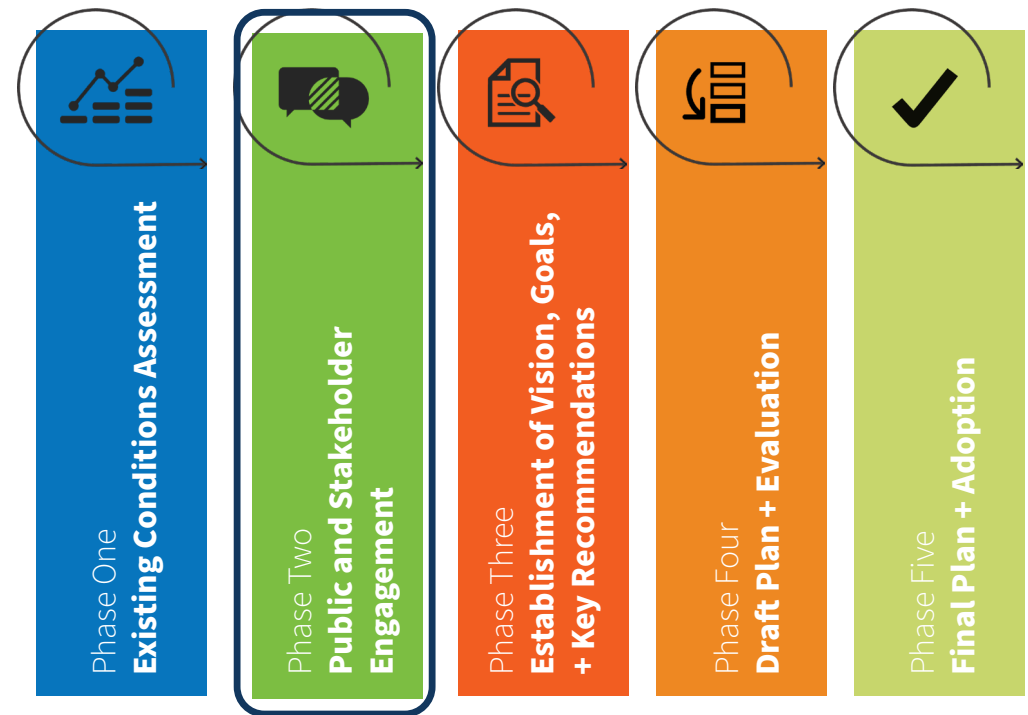 Phase One
Existing Conditions Assessment
Phase Two
Public and Stakeholder
Engagement
Phase Three
Establishment of Vision, Goals,
+ Key Recommendations
Phase Four
Draft Plan + Evaluation
Phase Five
Final Plan + Adoption